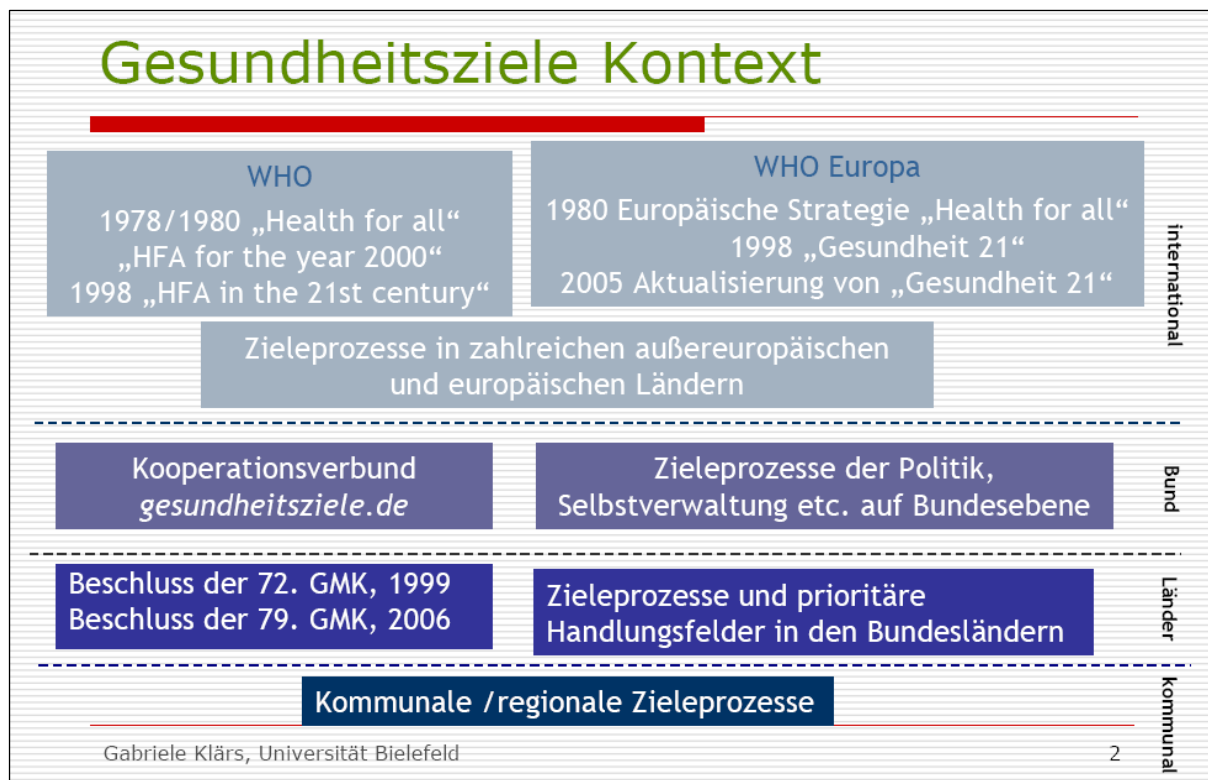 Gesundheitsziele Kontext
WHO
1978/1980 „Health for all“
„HFA for the year 2000“
1998 „HFA in the 21st century“
WHO Europa
1980 Europäische Strategie „Health for all“
1998 „Gesundheit 21“
2005 Aktualisierung von „Gesundheit 21“
Zieleprozesse in zahlreichen außereuropäischen
und europäischen Ländern
international
Kooperationsverbund
gesundheitsziele.de
Zieleprozesse der Politik,
Selbstverwaltung etc. auf Bundesebene
Bund
Beschluss der 72. GMK, 1999
Beschluss der 79. GMK, 2006
Zieleprozesse und prioritäre
Handlungsfelder in den Bundesländern
Länder
Kommunale /regionale Zieleprozesse
kommunal
Gabriele Klärs, Universität Bielefeld
2